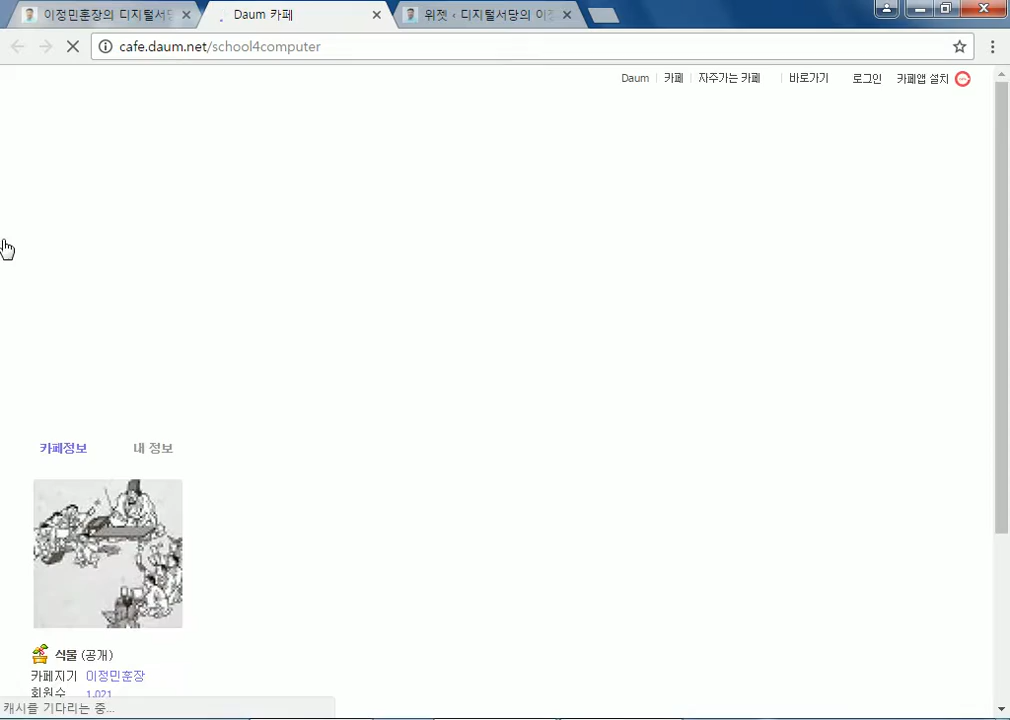 이정민훈장의 디지털서당
Daum 카페
위젯 ‹ 디지털서당의 이정
cafe.daum.net/school4computer
Daum 카페 자주가는 카페 바로가기 로그인 카페앱 설치
카페정보 내 정보
식물 (공개)
카페지기 이정민훈장
회원수 1,021
캐시를 기다리는 중...